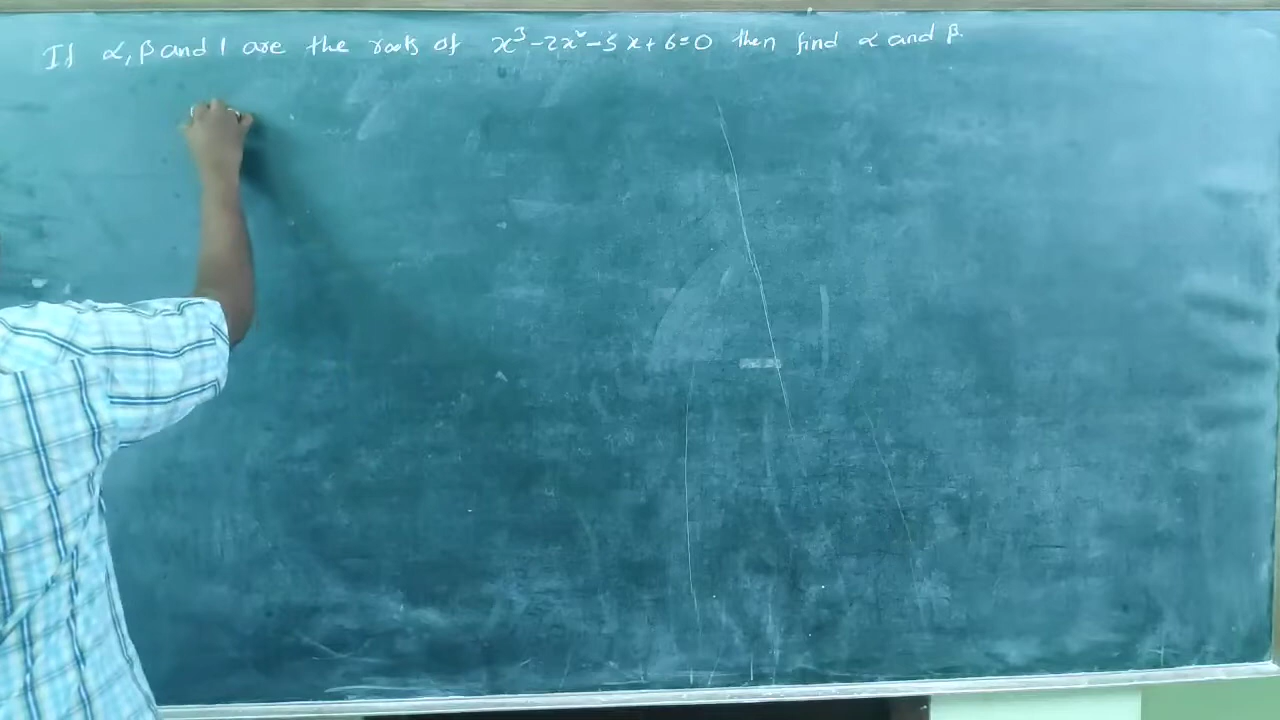 If α, β and 1 are the roots of x³-2x²-5x+6=0 then find α and β.